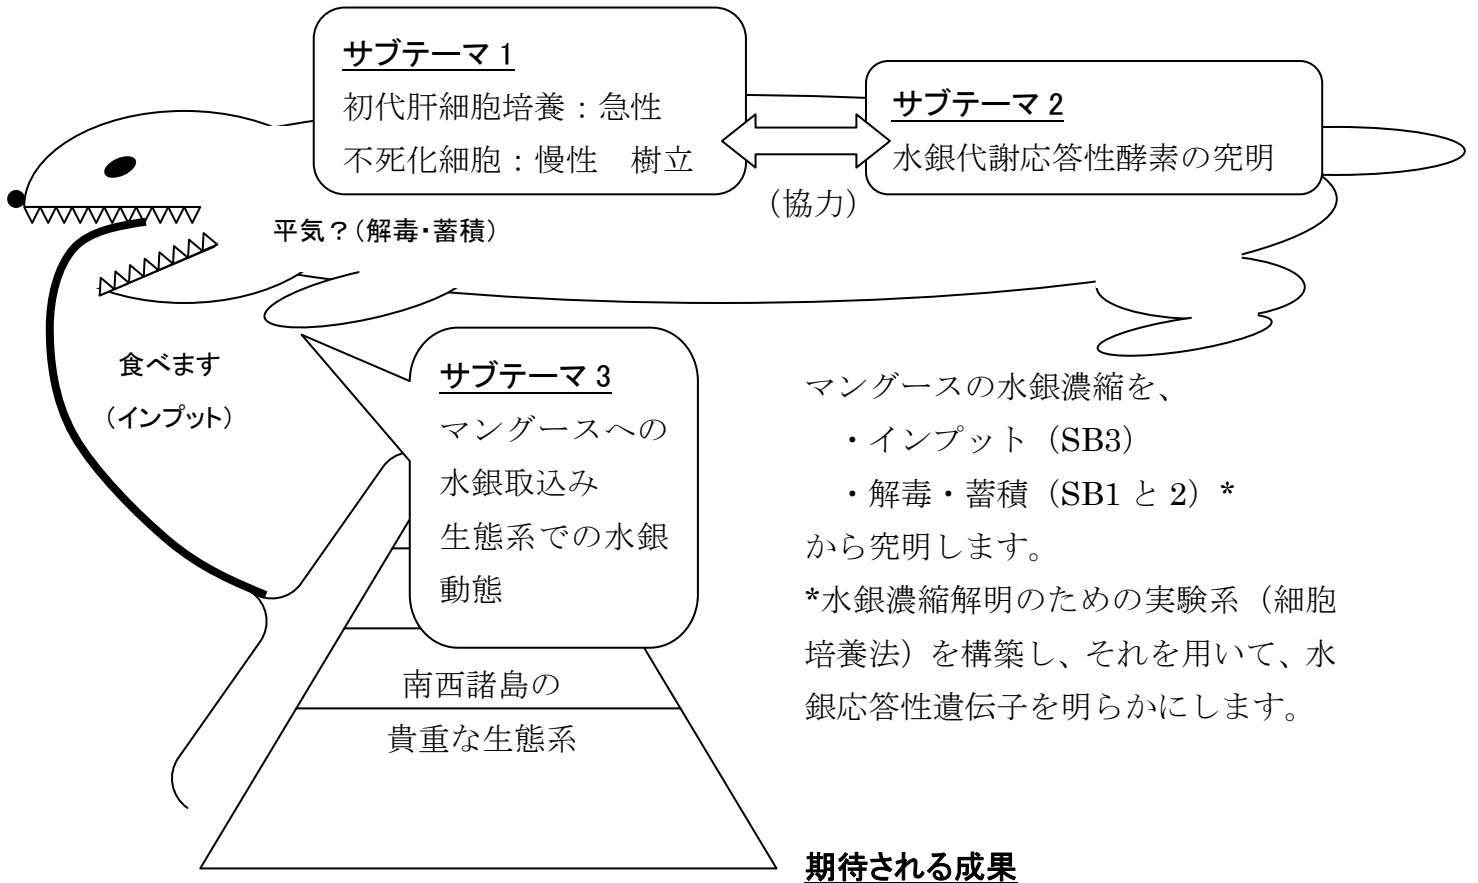 サブテーマ 1
初代肝細胞培養：急性
不死化細胞：慢性　樹立
サブテーマ 2
水銀代謝応答性酵素の究明
（協力）
平気？（解毒・蓄積）
食べます
（インプット）
サブテーマ 3
マングースへの
水銀取込み
生態系での水銀
動態
南西諸島の
貴重な生態系
マングースの水銀濃縮を、
・インプット（SB3）
・解毒・蓄積（SB1 と 2）*
から究明します。
*水銀濃縮解明のための実験系（細胞
培養法）を構築し、それを用いて、水
銀応答性遺伝子を明らかにします。
期待される成果